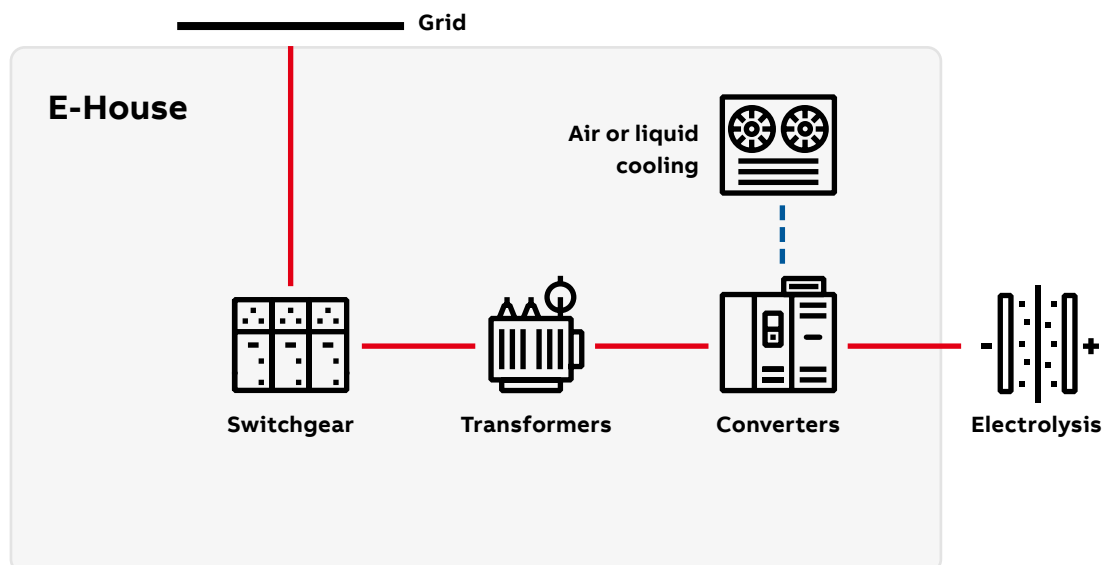 Grid
E-House
Air or liquid
cooling
Switchgear
Transformers
Converters
- +
Electrolysis